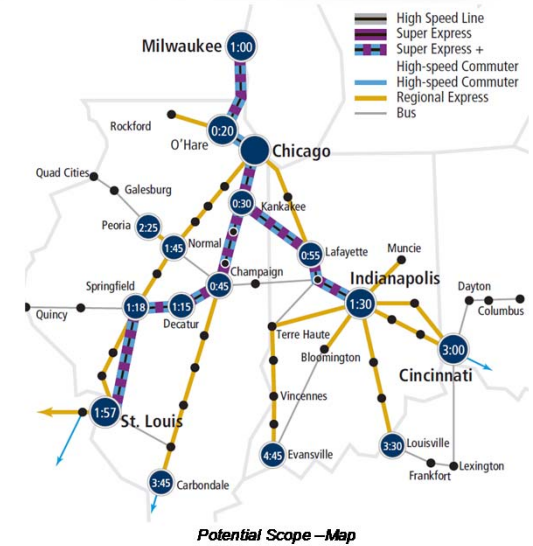 High Speed Line
Super Express
Super Express +
High-speed Commuter
High-speed Commuter
Regional Express
Bus
Milwaukee 1:00
Rockford
0:20
O'Hare
Chicago
Quad Cities
Galesburg
0:30 Kankakee
Peoria 2:25
1:45 Normal
0:55 Lafayette
Muncie
Champaign
0:45
Indianapolis
1:30
Springfield
1:18
1:15
Decatur
Quincy
Dayton
Columbus
Terre Haute
Bloomington
3:00
Cincinnati
Vincennes
1:57
St. Louis
4:45 Evansville
3:30 Louisville
Frankfort
Lexington
3:45 Carbondale
Potential Scope –Map